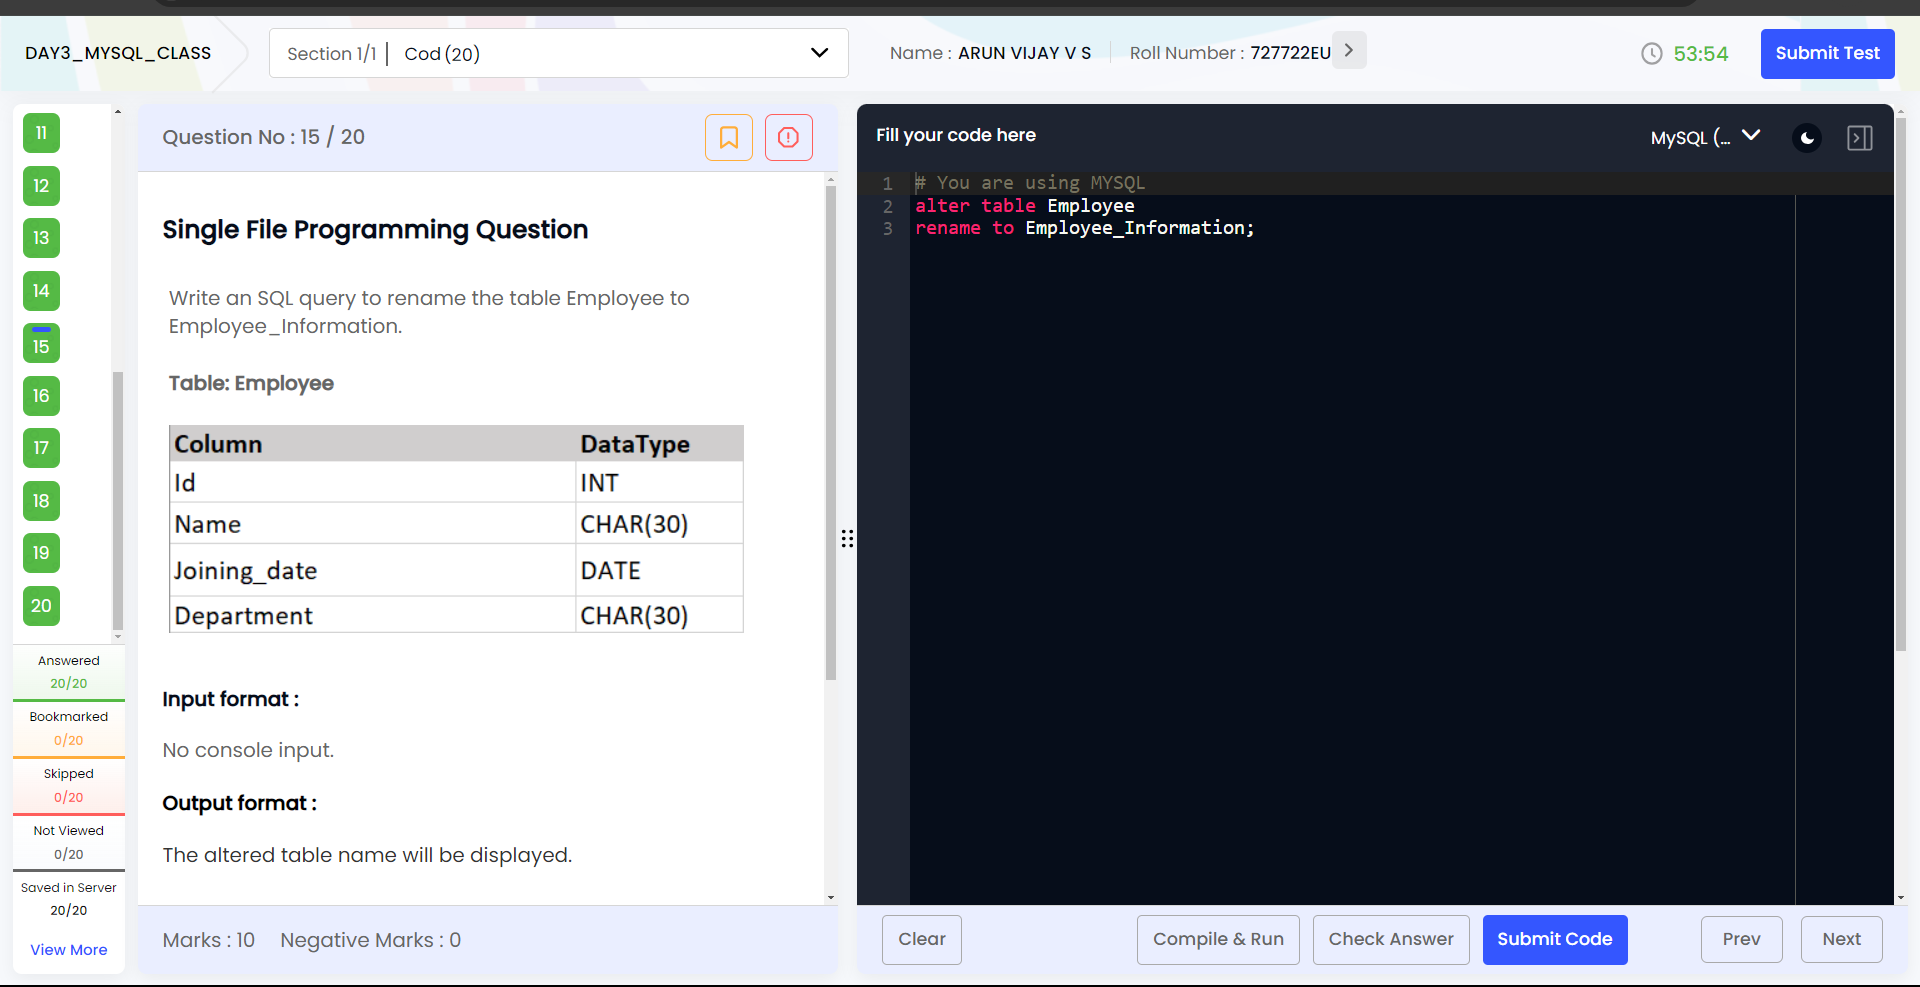 DAY3_MYSQL_CLASS
Section 1/1 | Cod (20)
Name : ARUN VIJAY V S
Roll Number : 727722EU
53:54
Submit Test
11
12
13
14
15
16
17
18
19
20
Answered
20/20
Bookmarked
0/20
Skipped
0/20
Not Viewed
0/20
Saved in Server
20/20
View More
Question No : 15 / 20
Single File Programming Question
Write an SQL query to rename the table Employee to
Employee_Information.
Table: Employee
Column DataType
Id INT
Name CHAR(30)
Joining_date DATE
Department CHAR(30)
Input format :
No console input.
Output format :
The altered table name will be displayed.
Marks : 10 Negative Marks : 0
Fill your code here
MySQL (...
1 # You are using MYSQL
2 alter table Employee
3 rename to Employee_Information;
Clear
Compile & Run
Check Answer
Submit Code
Prev
Next